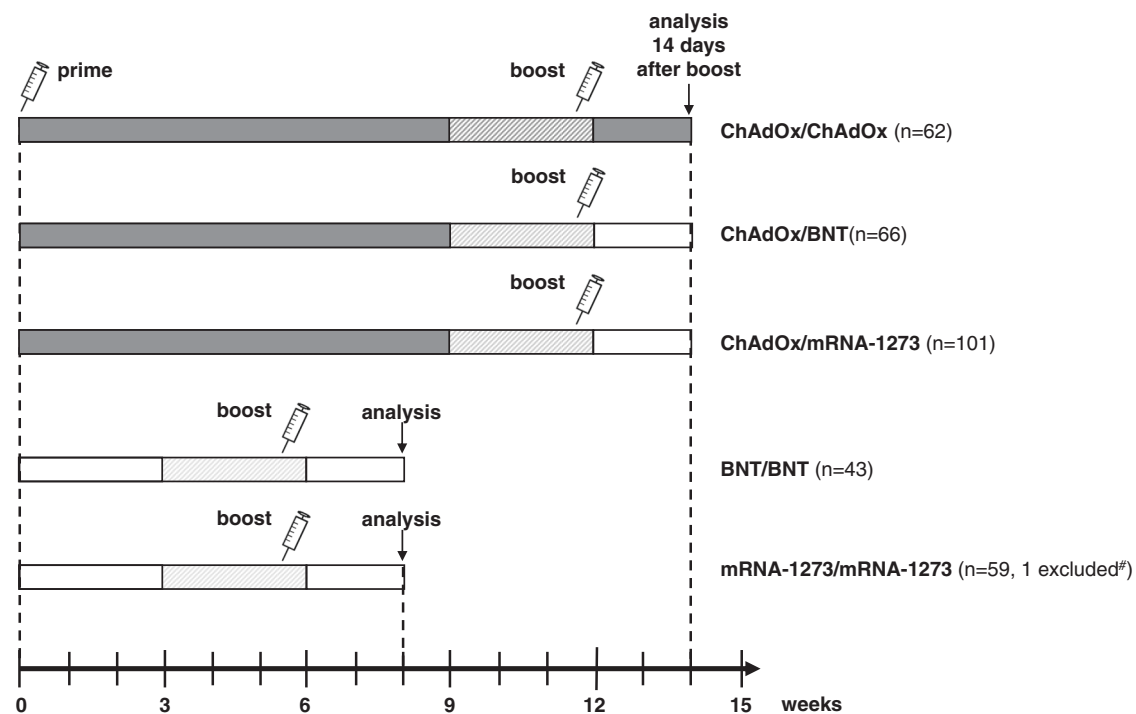 analysis
14 days
after boost
prime
boost
ChAdOx/ChAdOx (n=62)
boost
ChAdOx/BNT(n=66)
boost
ChAdOx/mRNA-1273 (n=101)
boost
analysis
BNT/BNT (n=43)
boost
analysis
mRNA-1273/mRNA-1273 (n=59, 1 excluded#)
0 3 6 9 12 15 weeks